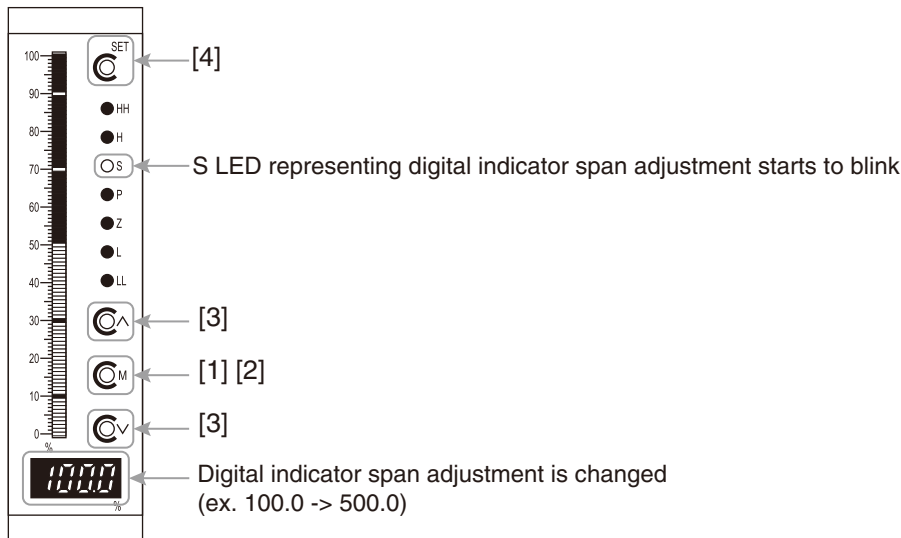 SET
[4]
100
90
HH
80
H
70
S
S LED representing digital indicator span adjustment starts to blink
P
60
Z
50
L
40
LL
30
[3]
20
M
[1] [2]
10
[3]
0
%
100.0
%
Digital indicator span adjustment is changed
(ex. 100.0 -> 500.0)